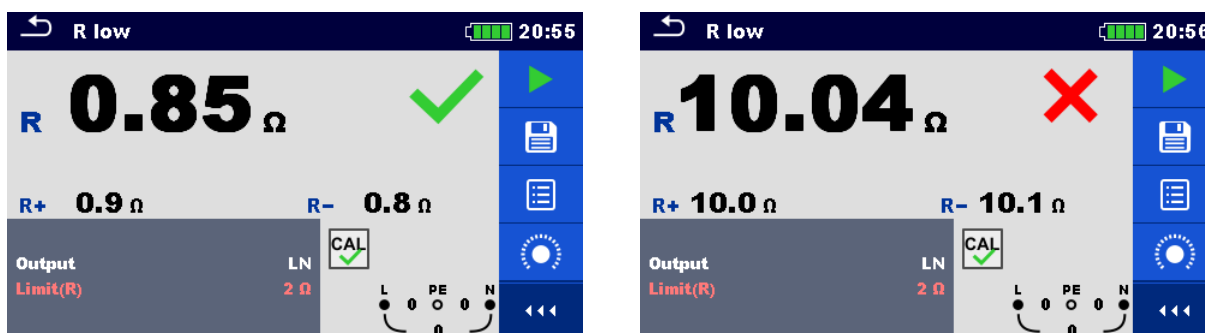 R low 20:55
R 0.85 Ω
R+ 0.9 Ω R- 0.8 Ω
CAL
Output LN
Limit(R) 2 Ω
L PE N
0 0
0
R low 20:56
R 10.04 Ω
R+ 10.0 Ω R- 10.1 Ω
CAL
Output LN
Limit(R) 2 Ω
L PE N
0 0
0